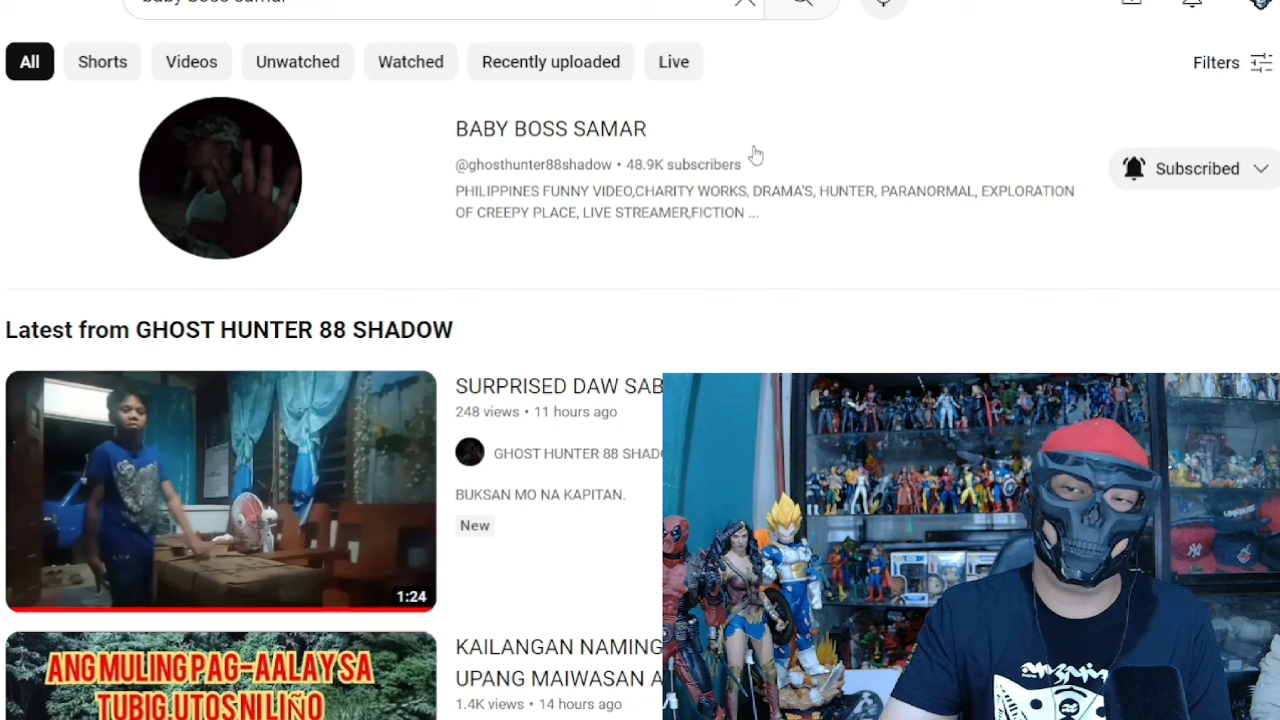 baby boss samar
All
Shorts
Videos
Unwatched
Watched
Recently uploaded
Live
Filters
BABY BOSS SAMAR
@ghosthunter88shadow • 48.9K subscribers
Subscribed
PHILIPPINES FUNNY VIDEO,CHARITY WORKS, DRAMA'S, HUNTER, PARANORMAL, EXPLORATION
OF CREEPY PLACE, LIVE STREAMER,FICTION ...
Latest from GHOST HUNTER 88 SHADOW
SURPRISED DAW SAB
248 views • 11 hours ago
GHOST HUNTER 88 SHAD
BUKSAN MO NA KAPITAN.
New
1:24
ANG MULING PAG-AALAY SA
TUBIG.UTOS NI LIÑO
KAILANGAN NAMING
UPANG MAIWASAN A
1.4K views • 14 hours ago